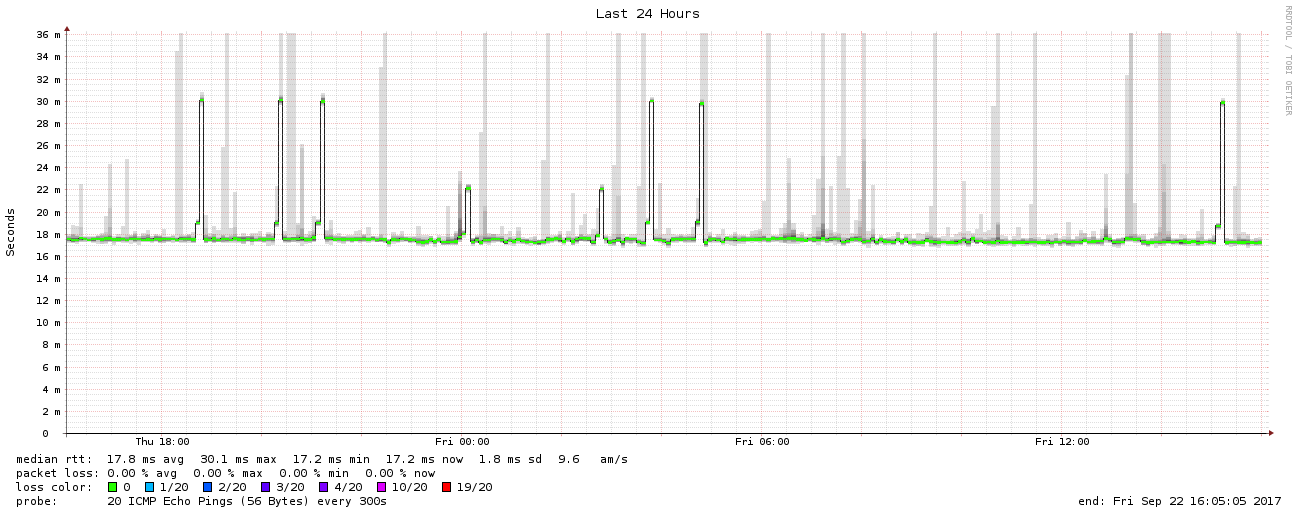 Last 24 Hours
RRDTOOL / TOBI OETIKER
Seconds
36 m
34 m
32 m
30 m
28 m
26 m
24 m
22 m
20 m
18 m
16 m
14 m
12 m
10 m
8 m
6 m
4 m
2 m
0
Thu 18:00 Fri 00:00 Fri 06:00 Fri 12:00
median rtt: 17.8 ms avg 30.1 ms max 17.2 ms min 17.2 ms now 1.8 ms sd 9.6 am/s
packet loss: 0.00 % avg 0.00 % max 0.00 % min 0.00 % now
loss color: 0 1/20 2/20 3/20 4/20 10/20 19/20
probe: 20 ICMP Echo Pings (56 Bytes) every 300s end: Fri Sep 22 16:05:05 2017